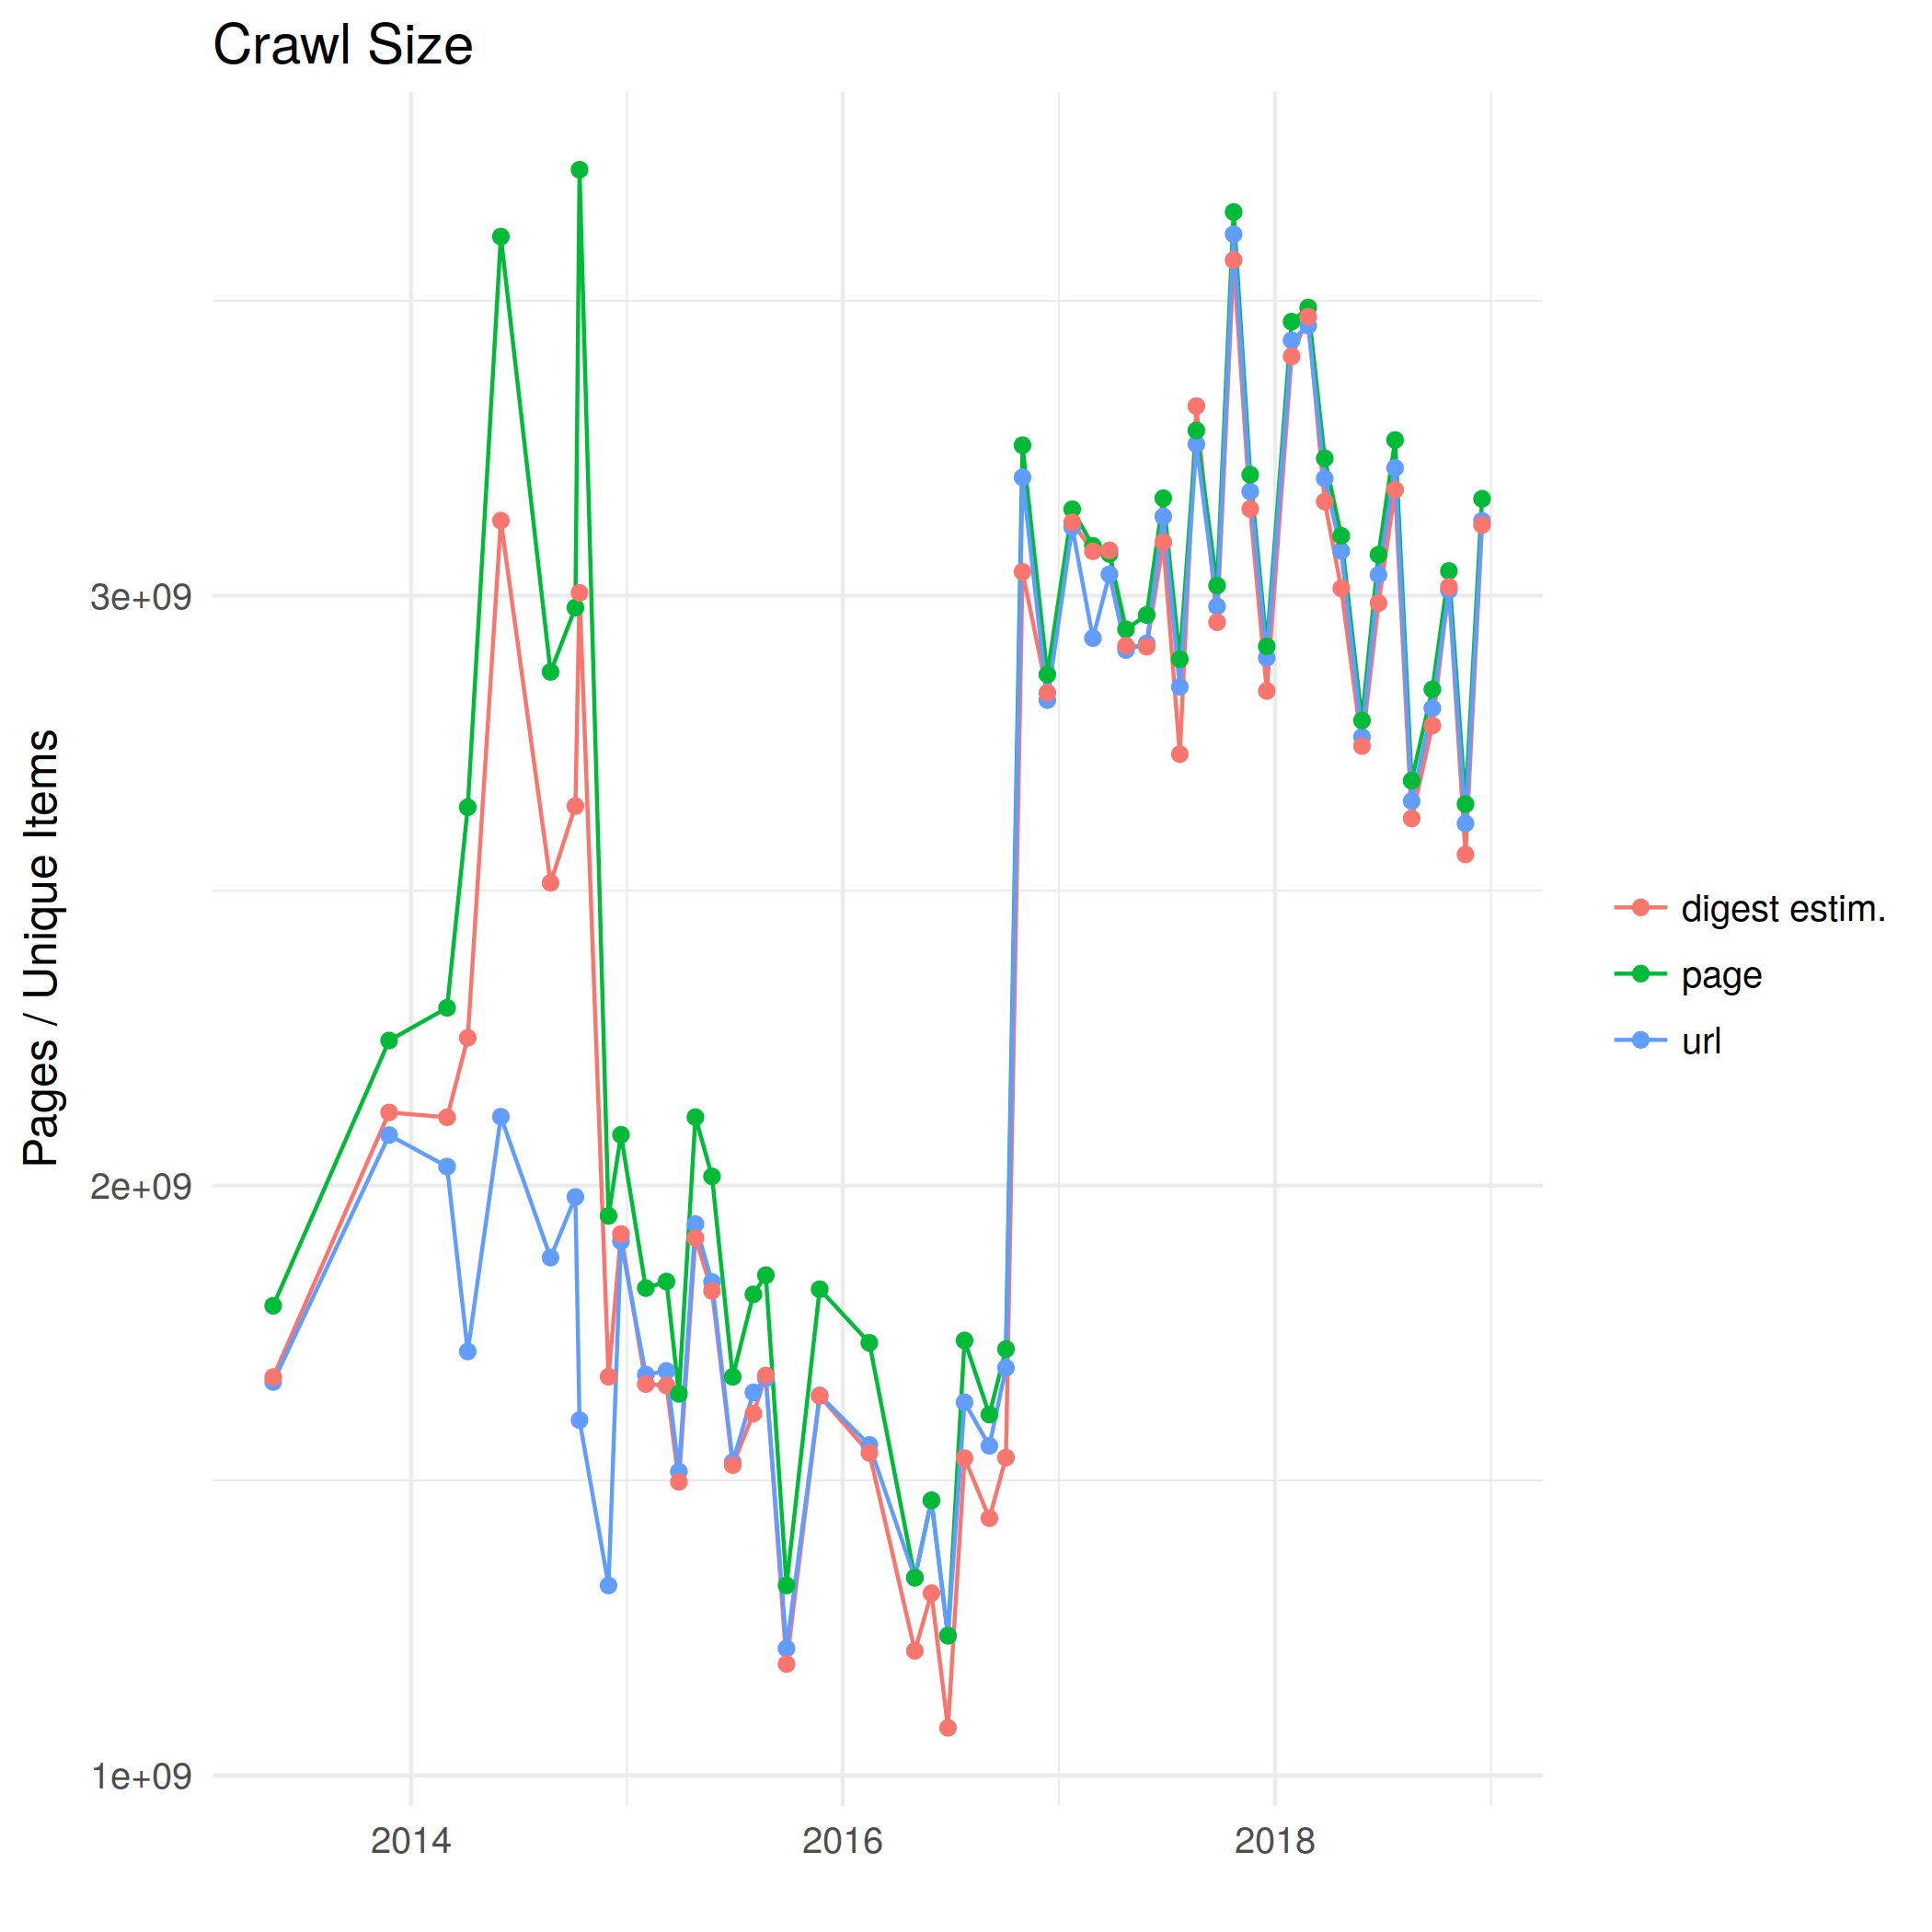 Crawl Size
Pages / Unique Items
3e+09
2e+09
1e+09
2014
2016
2018
digest estim.
page
url